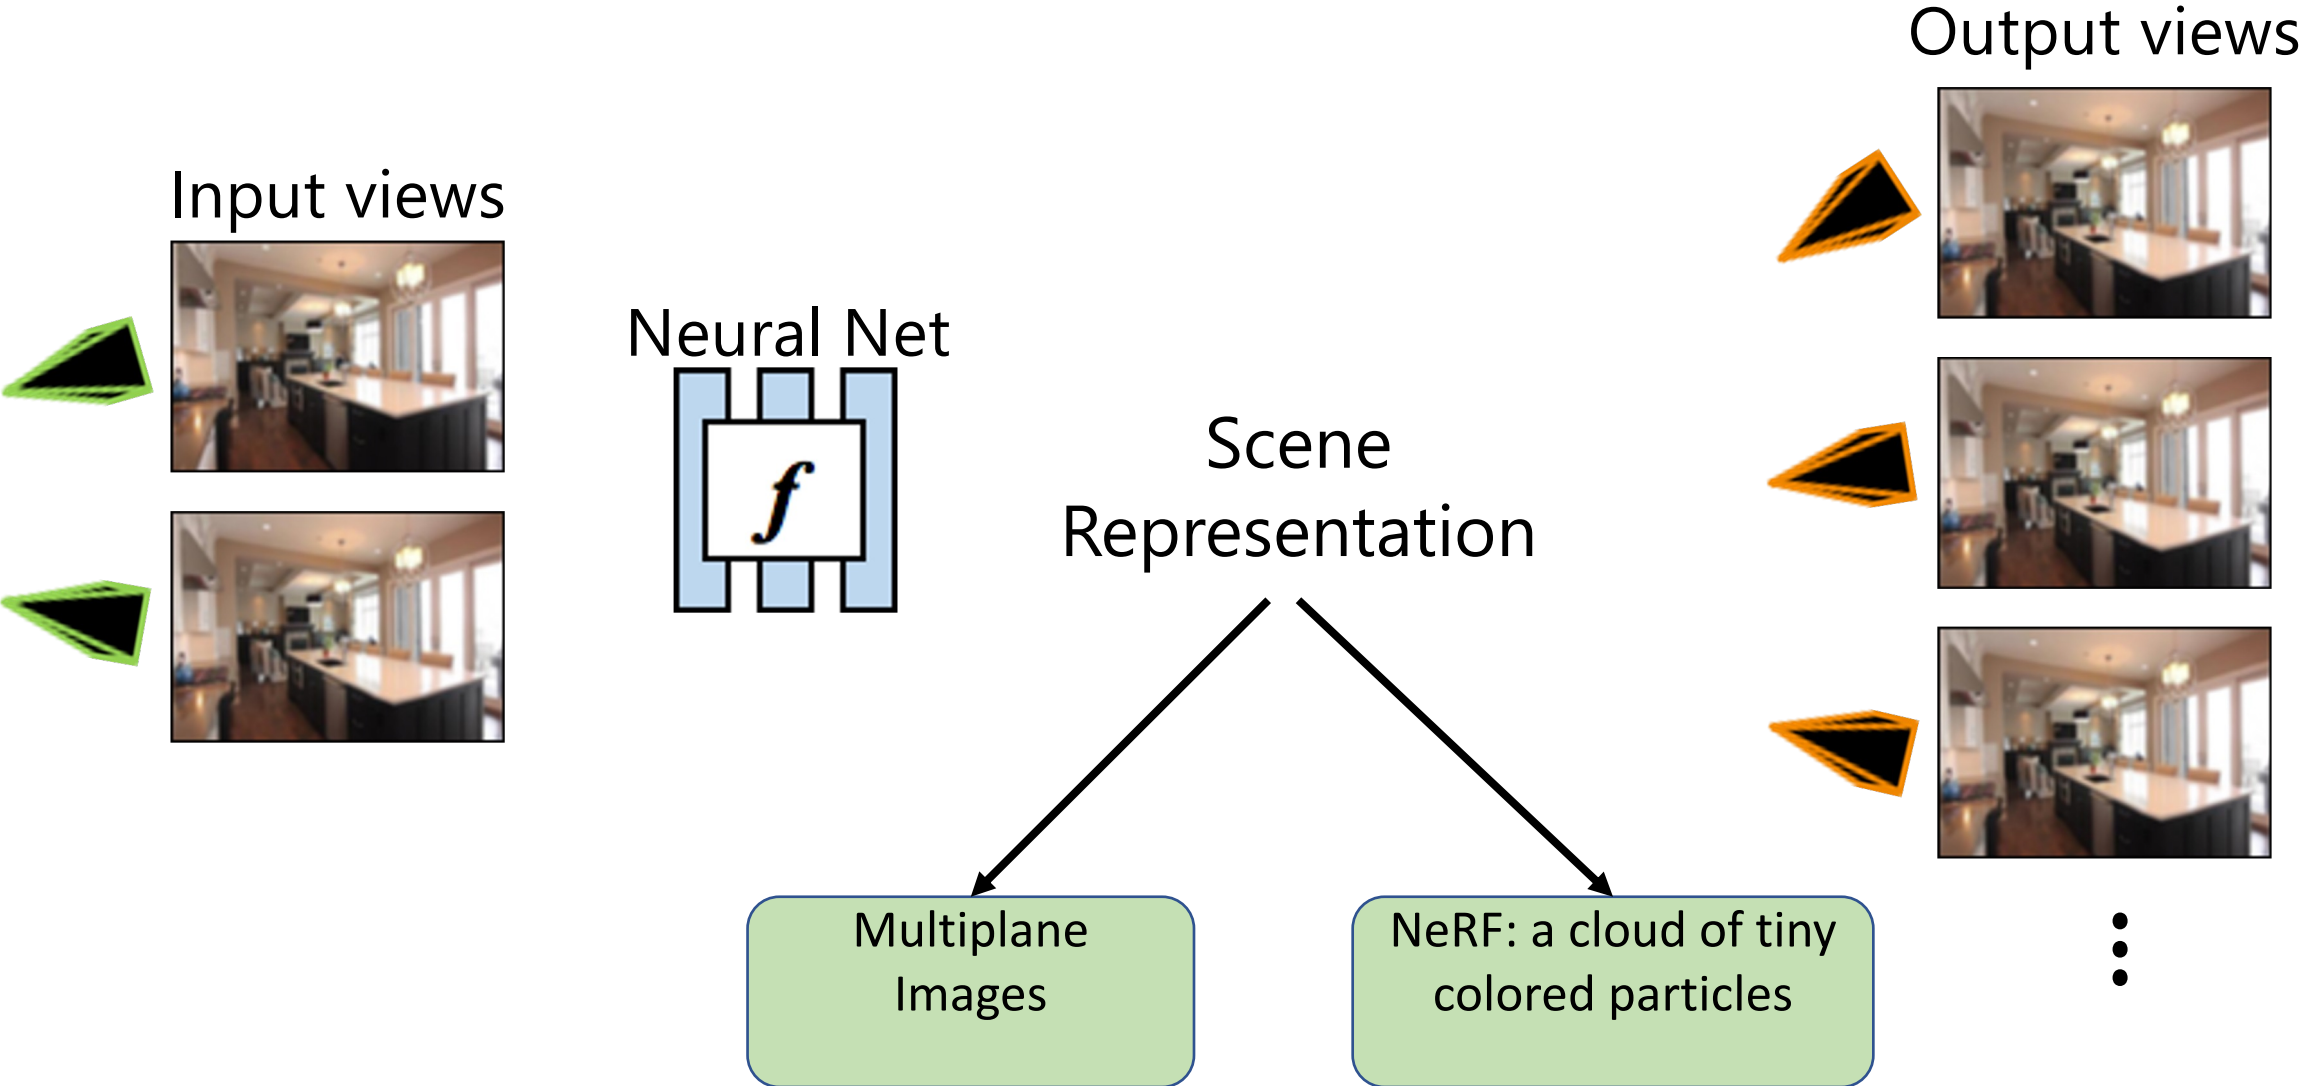 Output views
Input views
Neural Net
f
Scene
Representation
Multiplane
Images
NeRF: a cloud of tiny
colored particles